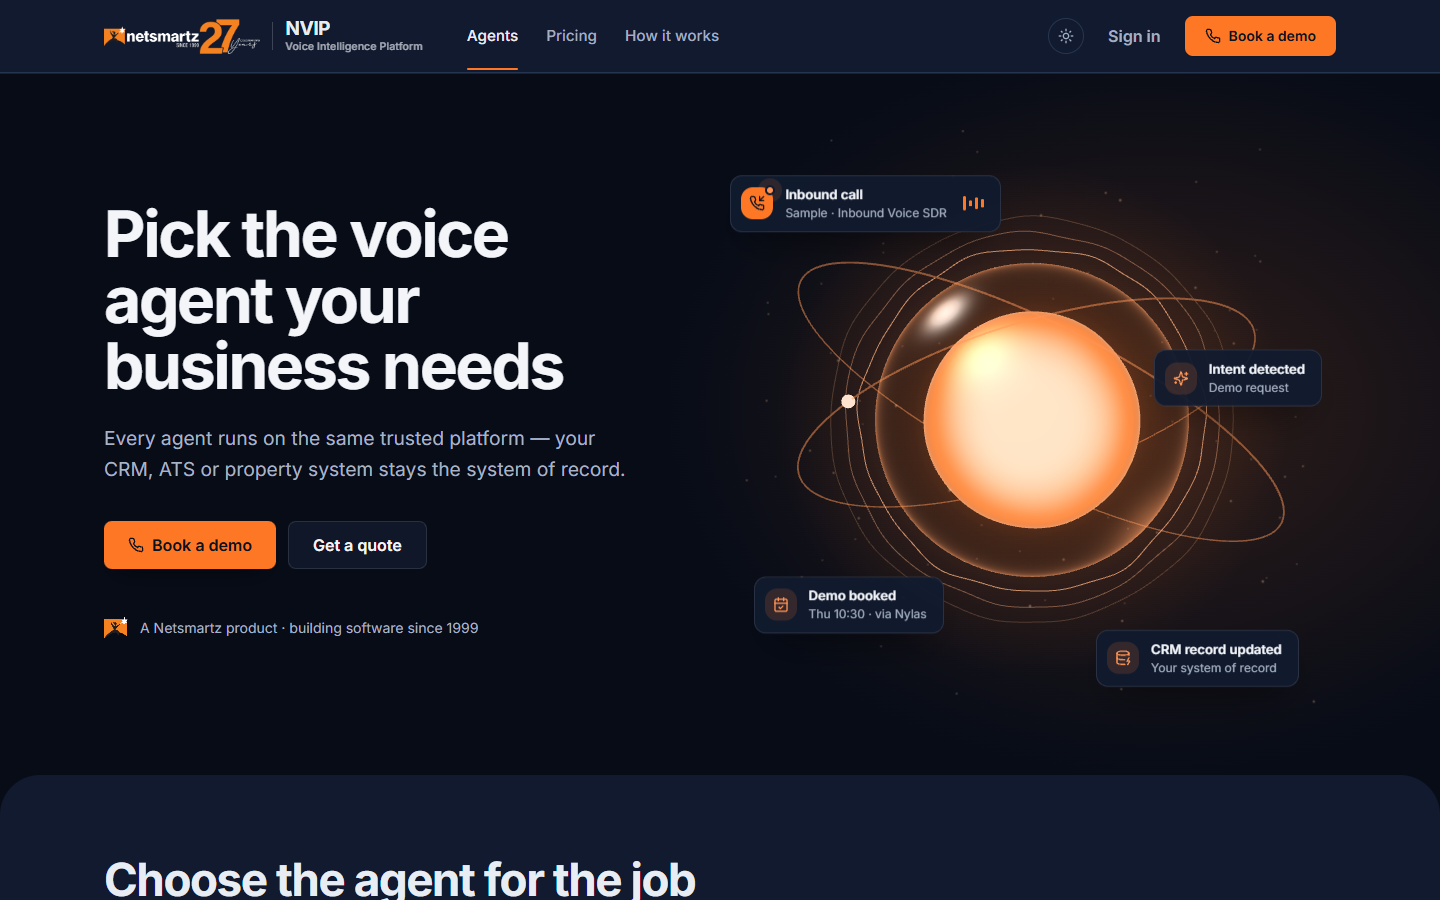 netsmartz 27
SINCE 1999
Years
NVIP
Voice Intelligence Platform
Agents
Pricing
How it works
Sign in
Book a demo
Pick the voice
agent your
business needs
Every agent runs on the same trusted platform — your
CRM, ATS or property system stays the system of record.
Book a demo
Get a quote
A Netsmartz product · building software since 1999
Inbound call
Sample · Inbound Voice SDR
Intent detected
Demo request
Demo booked
Thu 10:30 · via Nylas
CRM record updated
Your system of record
Choose the agent for the job